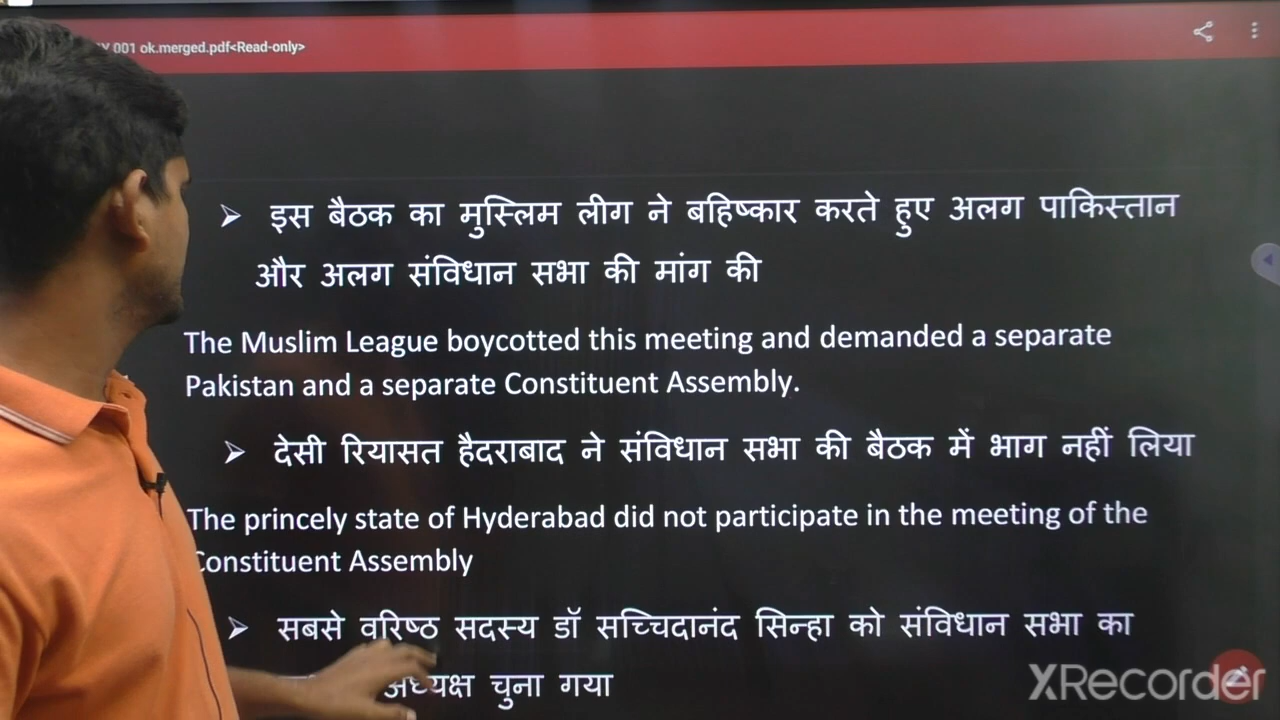 Y 001 ok.merged.pdf<Read-only>
➢ इस बैठक का मुस्लिम लीग ने बहिष्कार करते हुए अलग पाकिस्तान
और अलग संविधान सभा की मांग की
The Muslim League boycotted this meeting and demanded a separate
Pakistan and a separate Constituent Assembly.
➢ देसी रियासत हैदराबाद ने संविधान सभा की बैठक में भाग नहीं लिया
The princely state of Hyderabad did not participate in the meeting of the
Constituent Assembly
➢ सबसे वरिष्ठ सदस्य डॉ सच्चिदानंद सिन्हा को संविधान सभा का
अध्यक्ष चुना गया
XRecorder